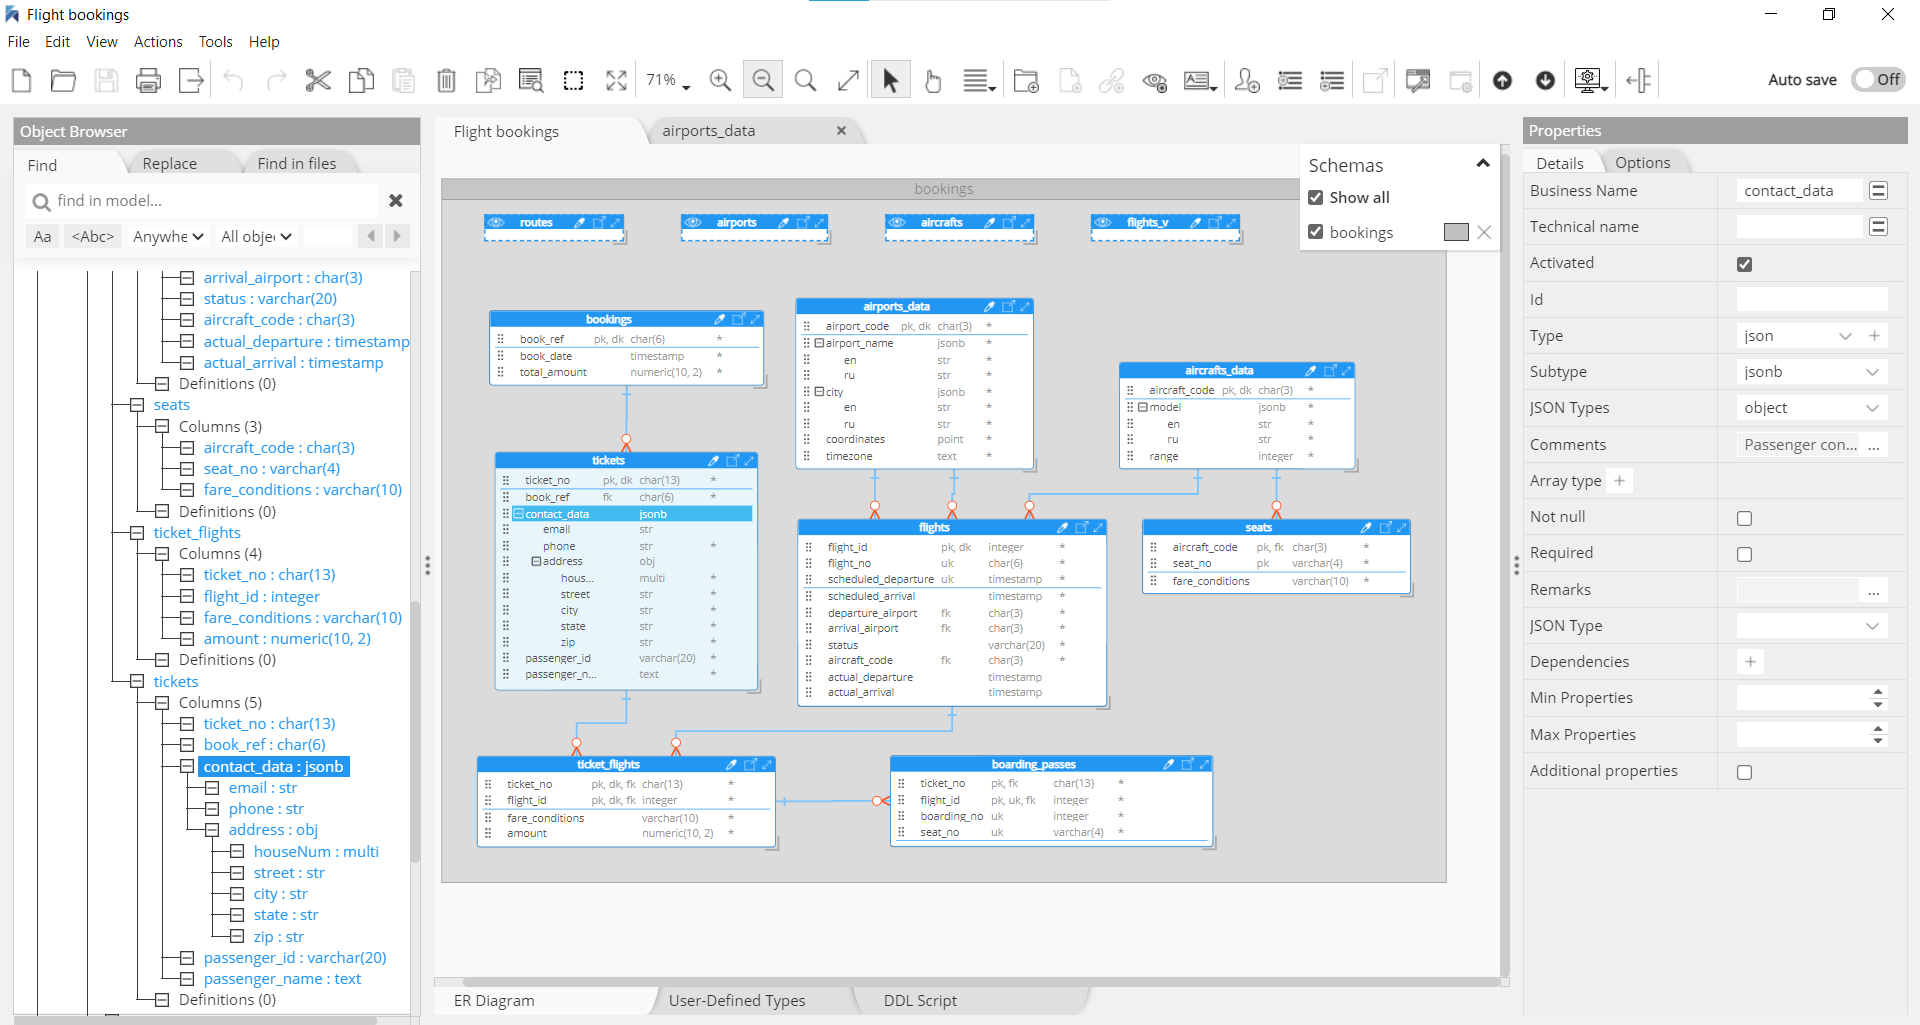 Flight bookings
File Edit View Actions Tools Help
71%
Auto save Off
Object Browser
Find Replace Find in files
find in model...
Aa <Abc> Anywhe All objec
arrival_airport : char(3)
status : varchar(20)
aircraft_code : char(3)
actual_departure : timestamp
actual_arrival : timestamp
Definitions (0)
seats
Columns (3)
aircraft_code : char(3)
seat_no : varchar(4)
fare_conditions : varchar(10)
Definitions (0)
ticket_flights
Columns (4)
ticket_no : char(13)
flight_id : integer
fare_conditions : varchar(10)
amount : numeric(10, 2)
Definitions (0)
tickets
Columns (5)
ticket_no : char(13)
book_ref : char(6)
contact_data : jsonb
email : str
phone : str
address : obj
houseNum : multi
street : str
city : str
state : str
zip : str
passenger_id : varchar(20)
passenger_name : text
Definitions (0)
Flight bookings airports_data
Schemas
Show all
bookings
bookings
routes airports aircrafts flights_v
bookings
book_ref pk, dk char(6) *
book_date timestamp *
total_amount numeric(10, 2) *
airports_data
airport_code pk, dk char(3) *
airport_name jsonb *
en str *
ru str *
city jsonb *
en str *
ru str *
coordinates point *
timezone text *
aircrafts_data
aircraft_code pk, dk char(3) *
model jsonb *
en str *
ru str *
range integer *
tickets
ticket_no pk, dk char(13) *
book_ref fk char(6) *
contact_data jsonb
email str
phone str *
address obj
hous... multi *
street str *
city str *
state str *
zip str *
passenger_id varchar(20) *
passenger_n... text *
flights
flight_id pk, dk integer *
flight_no uk char(6) *
scheduled_departure uk timestamp *
scheduled_arrival timestamp *
departure_airport fk char(3) *
arrival_airport fk char(3) *
status varchar(20) *
aircraft_code fk char(3) *
actual_departure timestamp
actual_arrival timestamp
seats
aircraft_code pk, fk char(3) *
seat_no pk varchar(4) *
fare_conditions varchar(10) *
ticket_flights
ticket_no pk, dk, fk char(13) *
flight_id pk, dk, fk integer *
fare_conditions varchar(10) *
amount numeric(10, 2) *
boarding_passes
ticket_no pk, fk char(13) *
flight_id pk, uk, fk integer *
boarding_no uk integer *
seat_no uk varchar(4) *
ER Diagram User-Defined Types DDL Script
Properties
Details Options
Business Name contact_data
Technical name
Activated
Id
Type json
Subtype jsonb
JSON Types object
Comments Passenger con... ...
Array type +
Not null
Required
Remarks ...
JSON Type
Dependencies +
Min Properties
Max Properties
Additional properties